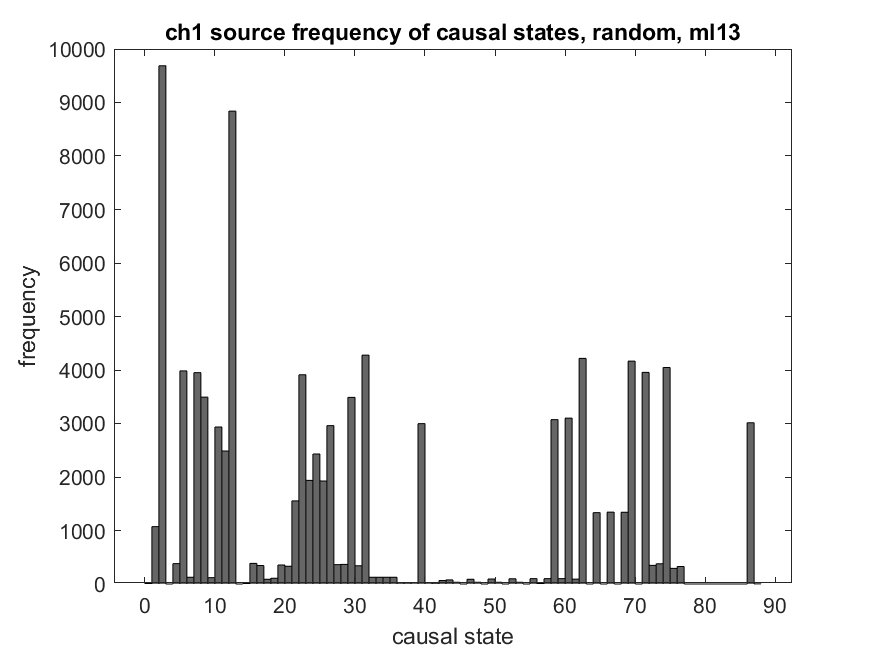 ch1 source frequency of causal states, random, ml13
10000
9000
8000
7000
6000
5000
4000
3000
2000
1000
0
frequency
0 10 20 30 40 50 60 70 80 90
causal state